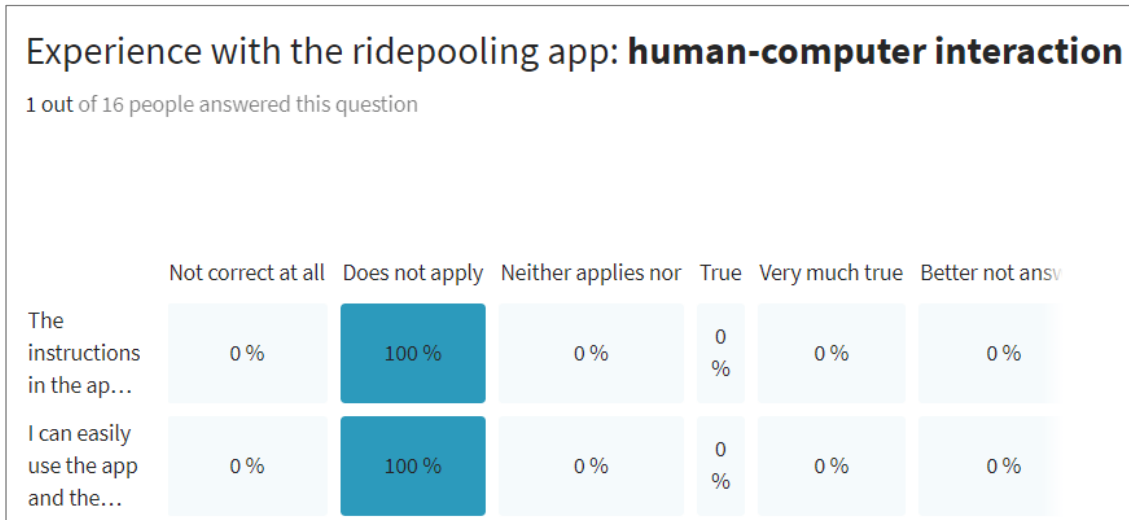 Experience with the ridepooling app: human-computer interaction
1 out of 16 people answered this question
Not correct at all Does not apply Neither applies nor True Very much true Better not answ
The
instructions
in the ap…
0 % 100 % 0 % 0
%
0 % 0 %
I can easily
use the app
and the…
0 % 100 % 0 % 0
%
0 % 0 %